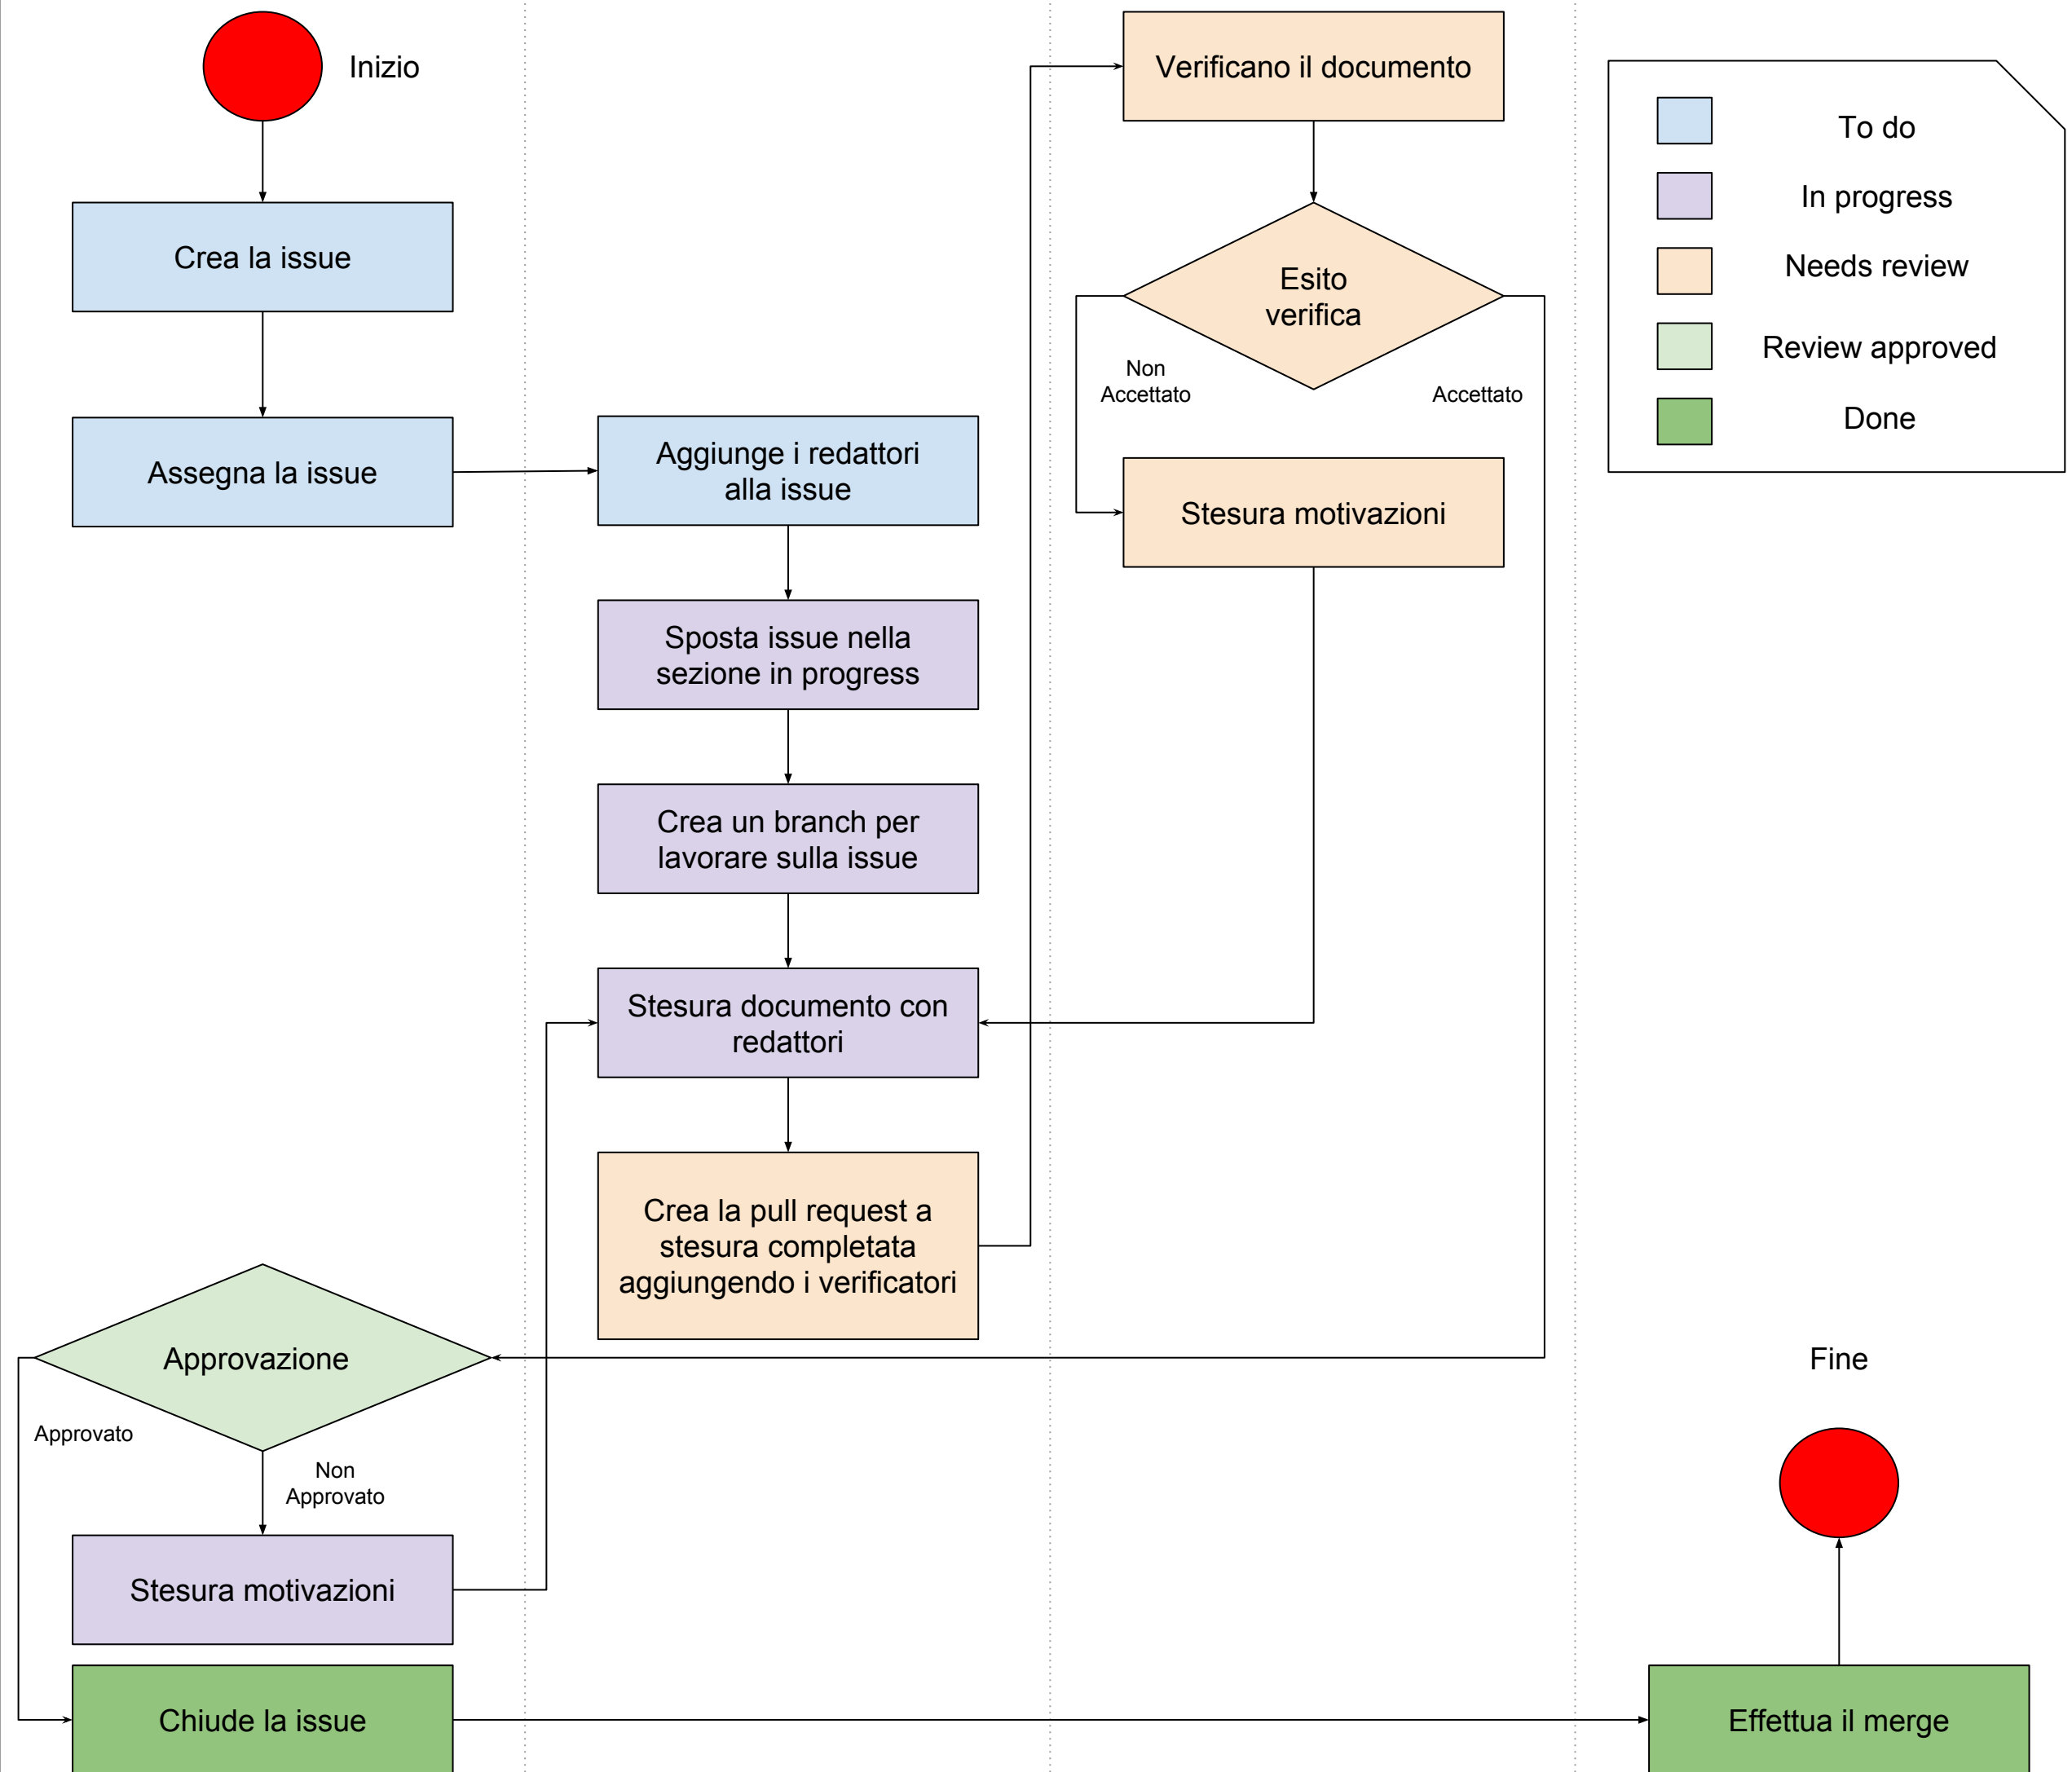 Inizio
Crea la issue
Assegna la issue
Aggiunge i redattori
alla issue
Sposta issue nella
sezione in progress
Crea un branch per
lavorare sulla issue
Stesura documento con
redattori
Crea la pull request a
stesura completata
aggiungendo i verificatori
Verificano il documento
Esito
verifica
Non
Accettato
Accettato
Stesura motivazioni
To do
In progress
Needs review
Review approved
Done
Approvazione
Approvato
Non
Approvato
Stesura motivazioni
Chiude la issue
Effettua il merge
Fine